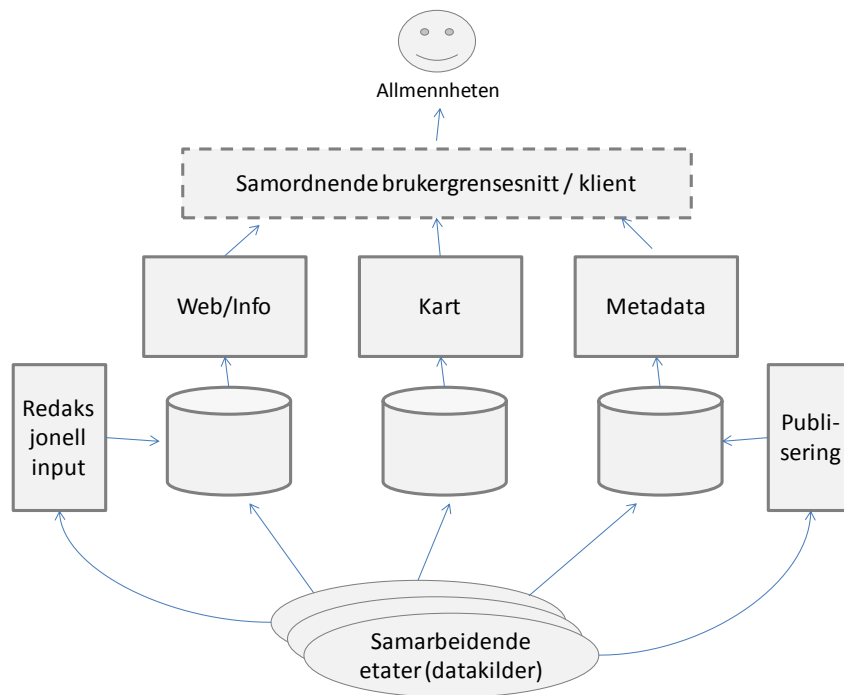 Allmennheten
Samordnende brukergrensesnitt / klient
Web/Info
Kart
Metadata
Redaks
jonell
input
Publi-
sering
Samarbeidende
etater (datakilder)